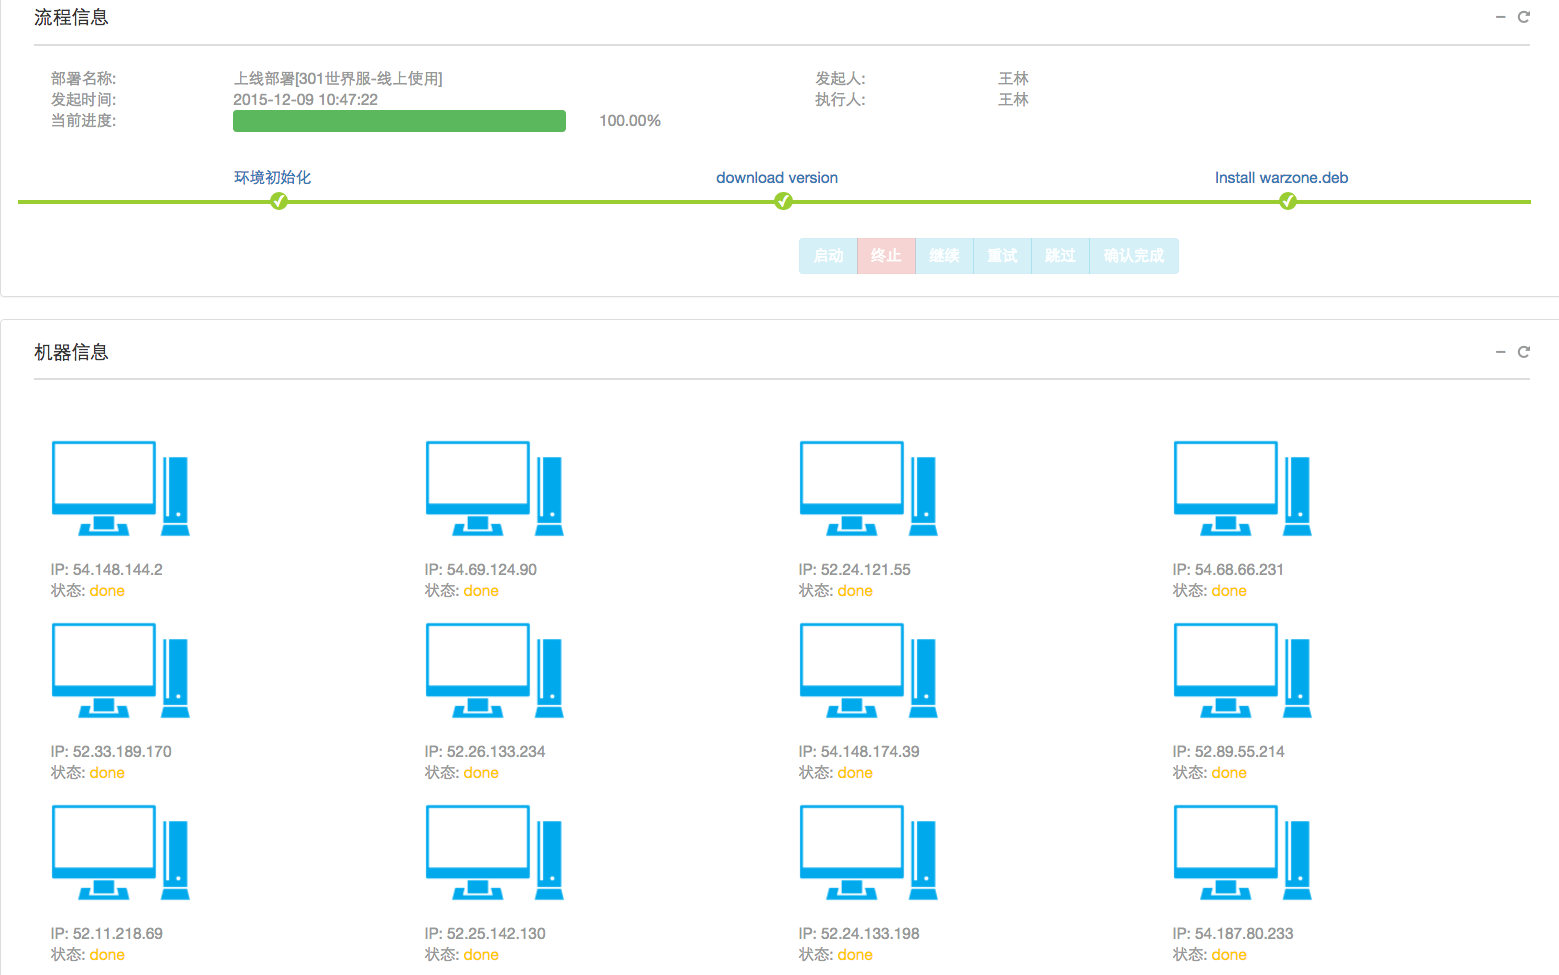 流程信息
部署名称: 上线部署[301世界服-线上使用] 发起人: 王林
发起时间: 2015-12-09 10:47:22 执行人: 王林
当前进度: 100.00%
环境初始化 download version Install warzone.deb
启动 终止 继续 重试 跳过 确认完成
机器信息
IP: 54.148.144.2 IP: 54.69.124.90 IP: 52.24.121.55 IP: 54.68.66.231
状态: done 状态: done 状态: done 状态: done
IP: 52.33.189.170 IP: 52.26.133.234 IP: 54.148.174.39 IP: 52.89.55.214
状态: done 状态: done 状态: done 状态: done
IP: 52.11.218.69 IP: 52.25.142.130 IP: 52.24.133.198 IP: 54.187.80.233
状态: done 状态: done 状态: done 状态: done